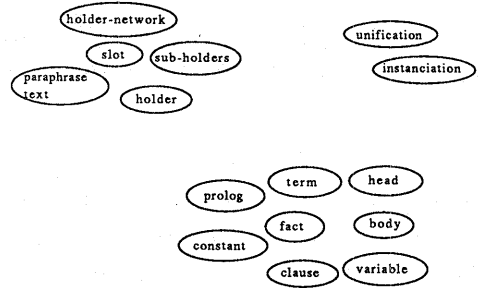 holder-network
unification
slot
sub-holders
instanciation
paraphrase
text
holder
term
head
prolog
fact
body
constant
clause
variable